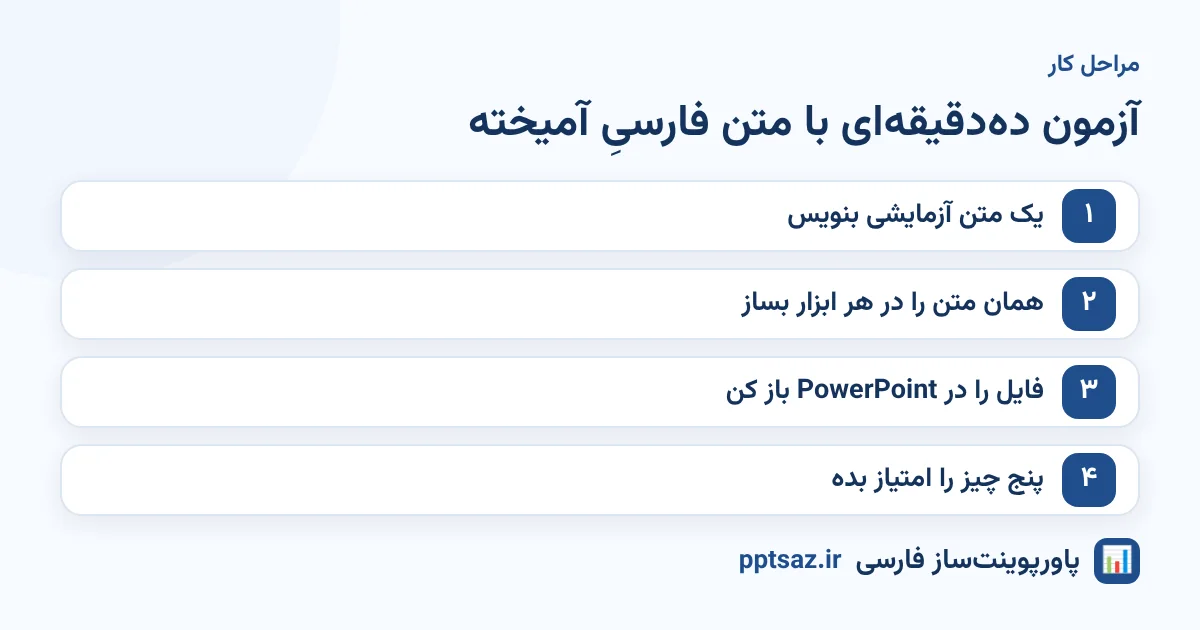 مراحل کار
آزمون ده‌دقیقه‌ای با متن فارسیِ آمیخته
۱ یک متن آزمایشی بنویس
۲ همان متن را در هر ابزار بساز
۳ فایل را در PowerPoint باز کن
۴ پنج چیز را امتیاز بده
پاورپوینت‌ساز فارسی pptsaz.ir